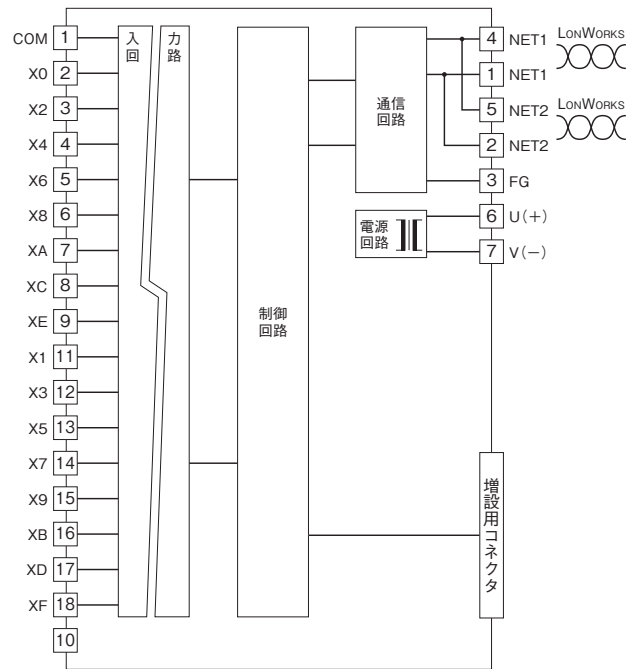 COM 1
X0 2
X2 3
X4 4
X6 5
X8 6
XA 7
XC 8
XE 9
X1 11
X3 12
X5 13
X7 14
X9 15
XB 16
XD 17
XF 18
10
入力
回路
制御
回路
通信
回路
電源
回路
4 NET1 LONWORKS
1 NET1
5 NET2 LONWORKS
2 NET2
3 FG
6 U(+)
7 V(−)
増設用コネクタ